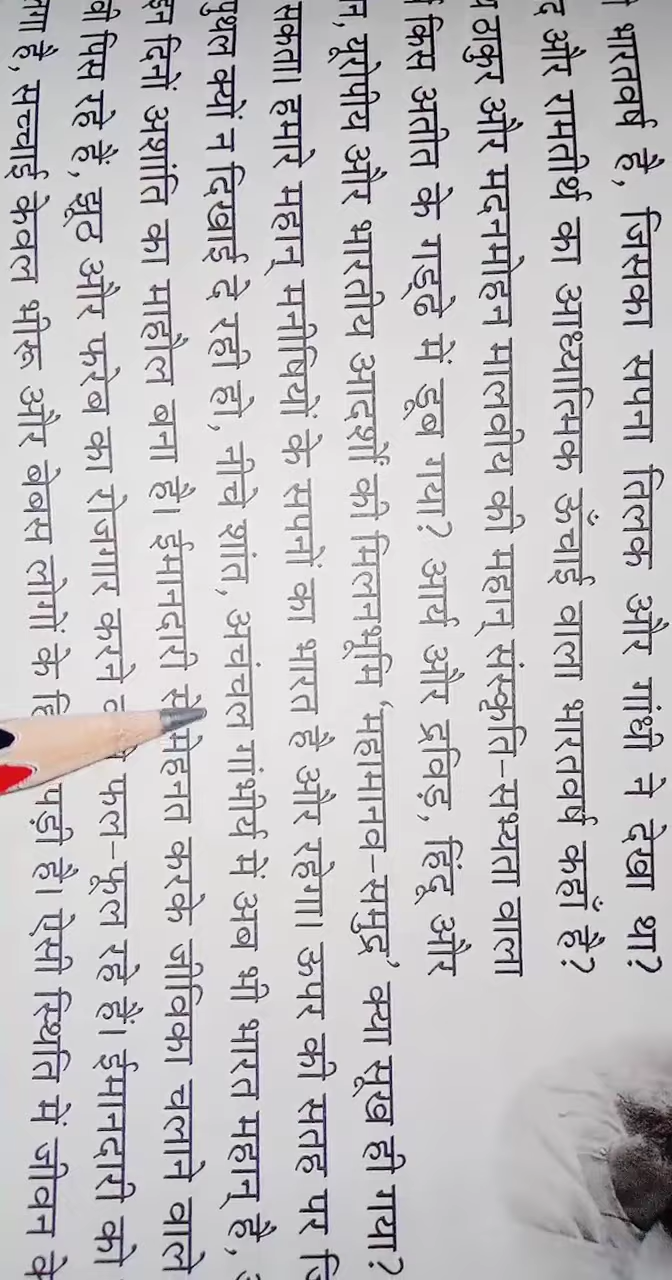 भारतवर्ष है, जिसका सपना तिलक और गांधी ने देखा था?
और रामतीर्थ का आध्यात्मिक ऊँचाई वाला भारतवर्ष कहाँ है?
ठाकुर और मदनमोहन मालवीय की महान् संस्कृति-सभ्यता वाला
किस अतीत के गड्ढे में डूब गया? आर्य और द्रविड़, हिंदू और
न, यूरोपीय और भारतीय आदर्शों की मिलनभूमि ‘महामानव-समुद्र’ क्या सूख ही गया?
सकता। हमारे महान् मनीषियों के सपनों का भारत है और रहेगा। ऊपर की सतह पर
क्यों न दिखाई दे रही हो, नीचे शांत, अचंचल गांभीर्य में अब भी भारत महान् है,
इन दिनों अशांति का माहौल बना है। ईमानदारी से मेहनत करके जीविका चलाने वाले
पिस रहे हैं, झूठ और फरेब का रोजगार करने फल-फूल रहे हैं। ईमानदारी को
है, सच्चाई केवल भीरू और बेबस लोगों के पड़ी है। ऐसी स्थिति में जीवन के